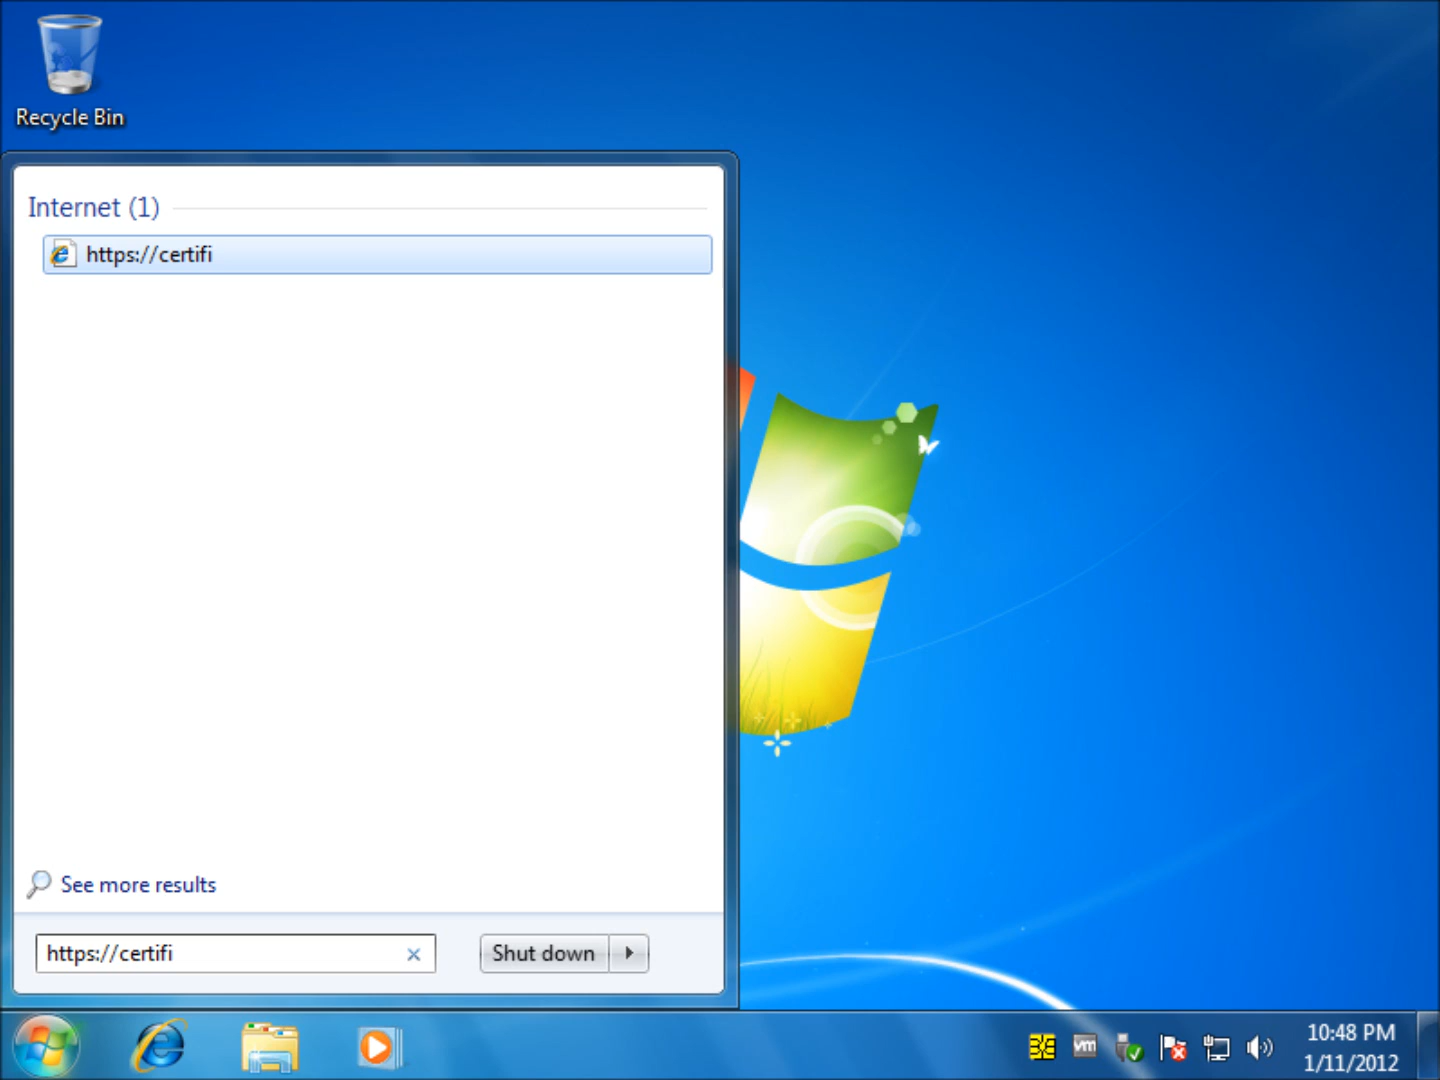 Recycle Bin
Internet (1)
https://certifi
See more results
https://certifi
Shut down
vm
10:48 PM
1/11/2012